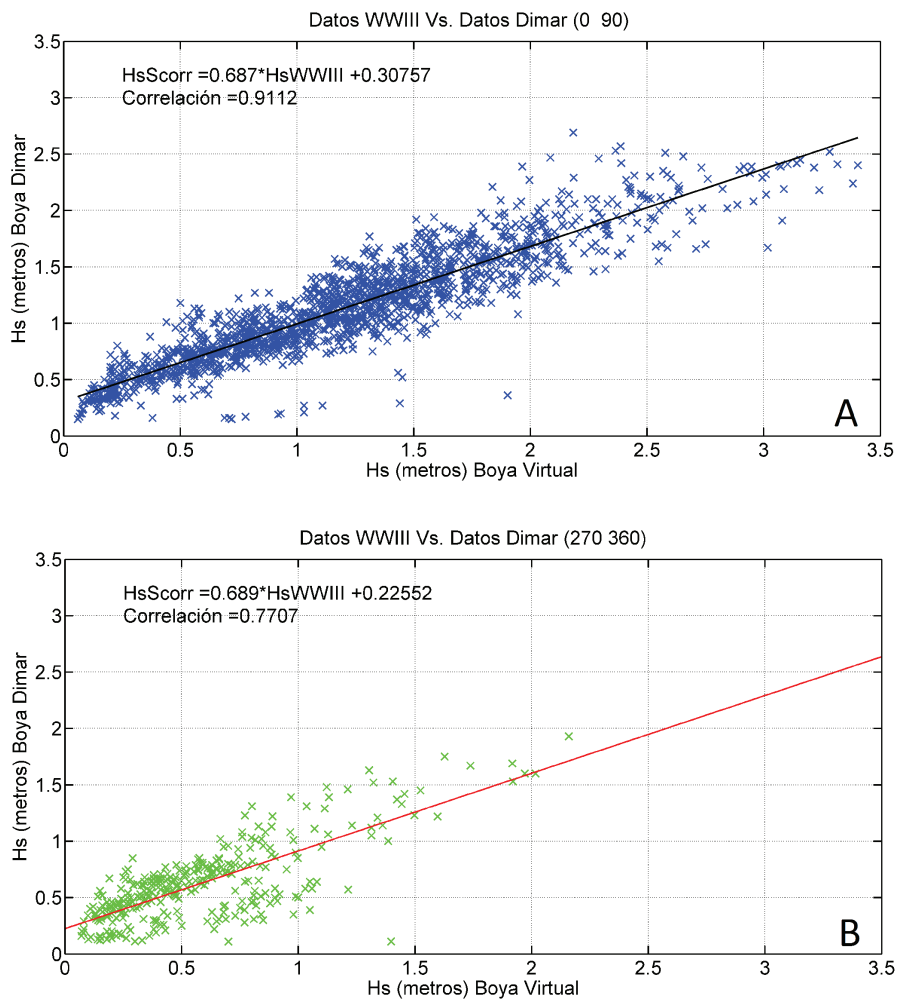 Datos WWIII Vs. Datos Dimar (0  90)
HsScorr =0.687*HsWWIII +0.30757
Correlación =0.9112
Hs (metros) Boya Dimar
3.5
3
2.5
2
1.5
1
0.5
0
0 0.5 1 1.5 2 2.5 3 3.5
Hs (metros) Boya Virtual
A
Datos WWIII Vs. Datos Dimar (270 360)
HsScorr =0.689*HsWWIII +0.22552
Correlación =0.7707
Hs (metros) Boya Dimar
3.5
3
2.5
2
1.5
1
0.5
0
0 0.5 1 1.5 2 2.5 3 3.5
Hs (metros) Boya Virtual
B